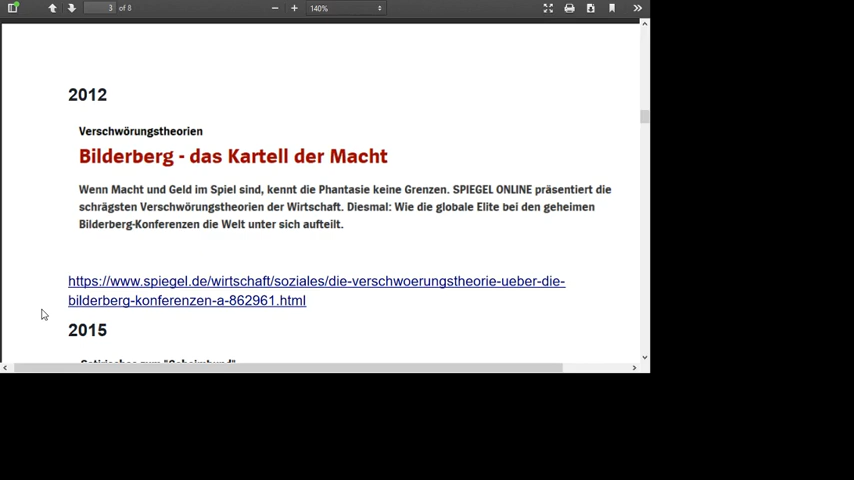 3 of 8
140%
2012
Verschwörungstheorien
Bilderberg - das Kartell der Macht
Wenn Macht und Geld im Spiel sind, kennt die Phantasie keine Grenzen. SPIEGEL ONLINE präsentiert die
schrägsten Verschwörungstheorien der Wirtschaft. Diesmal: Wie die globale Elite bei den geheimen
Bilderberg-Konferenzen die Welt unter sich aufteilt.
https://www.spiegel.de/wirtschaft/soziales/die-verschwoerungstheorie-ueber-die-
bilderberg-konferenzen-a-862961.html
2015
Satirisches zum "Geheimbund"